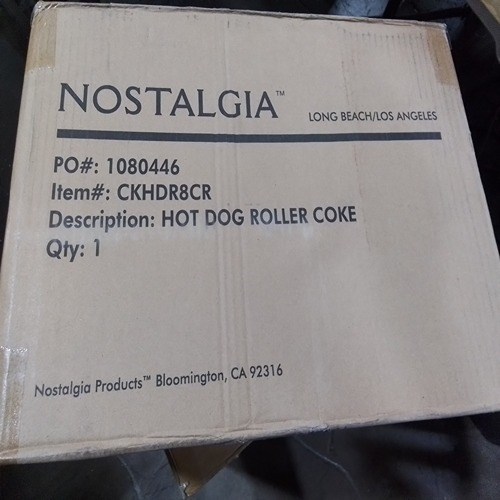 NOSTALGIA™
LONG BEACH/LOS ANGELES
PO#: 1080446
Item#: CKHDR8CR
Description: HOT DOG ROLLER COKE
Qty: 1
Nostalgia Products™ Bloomington, CA 92316